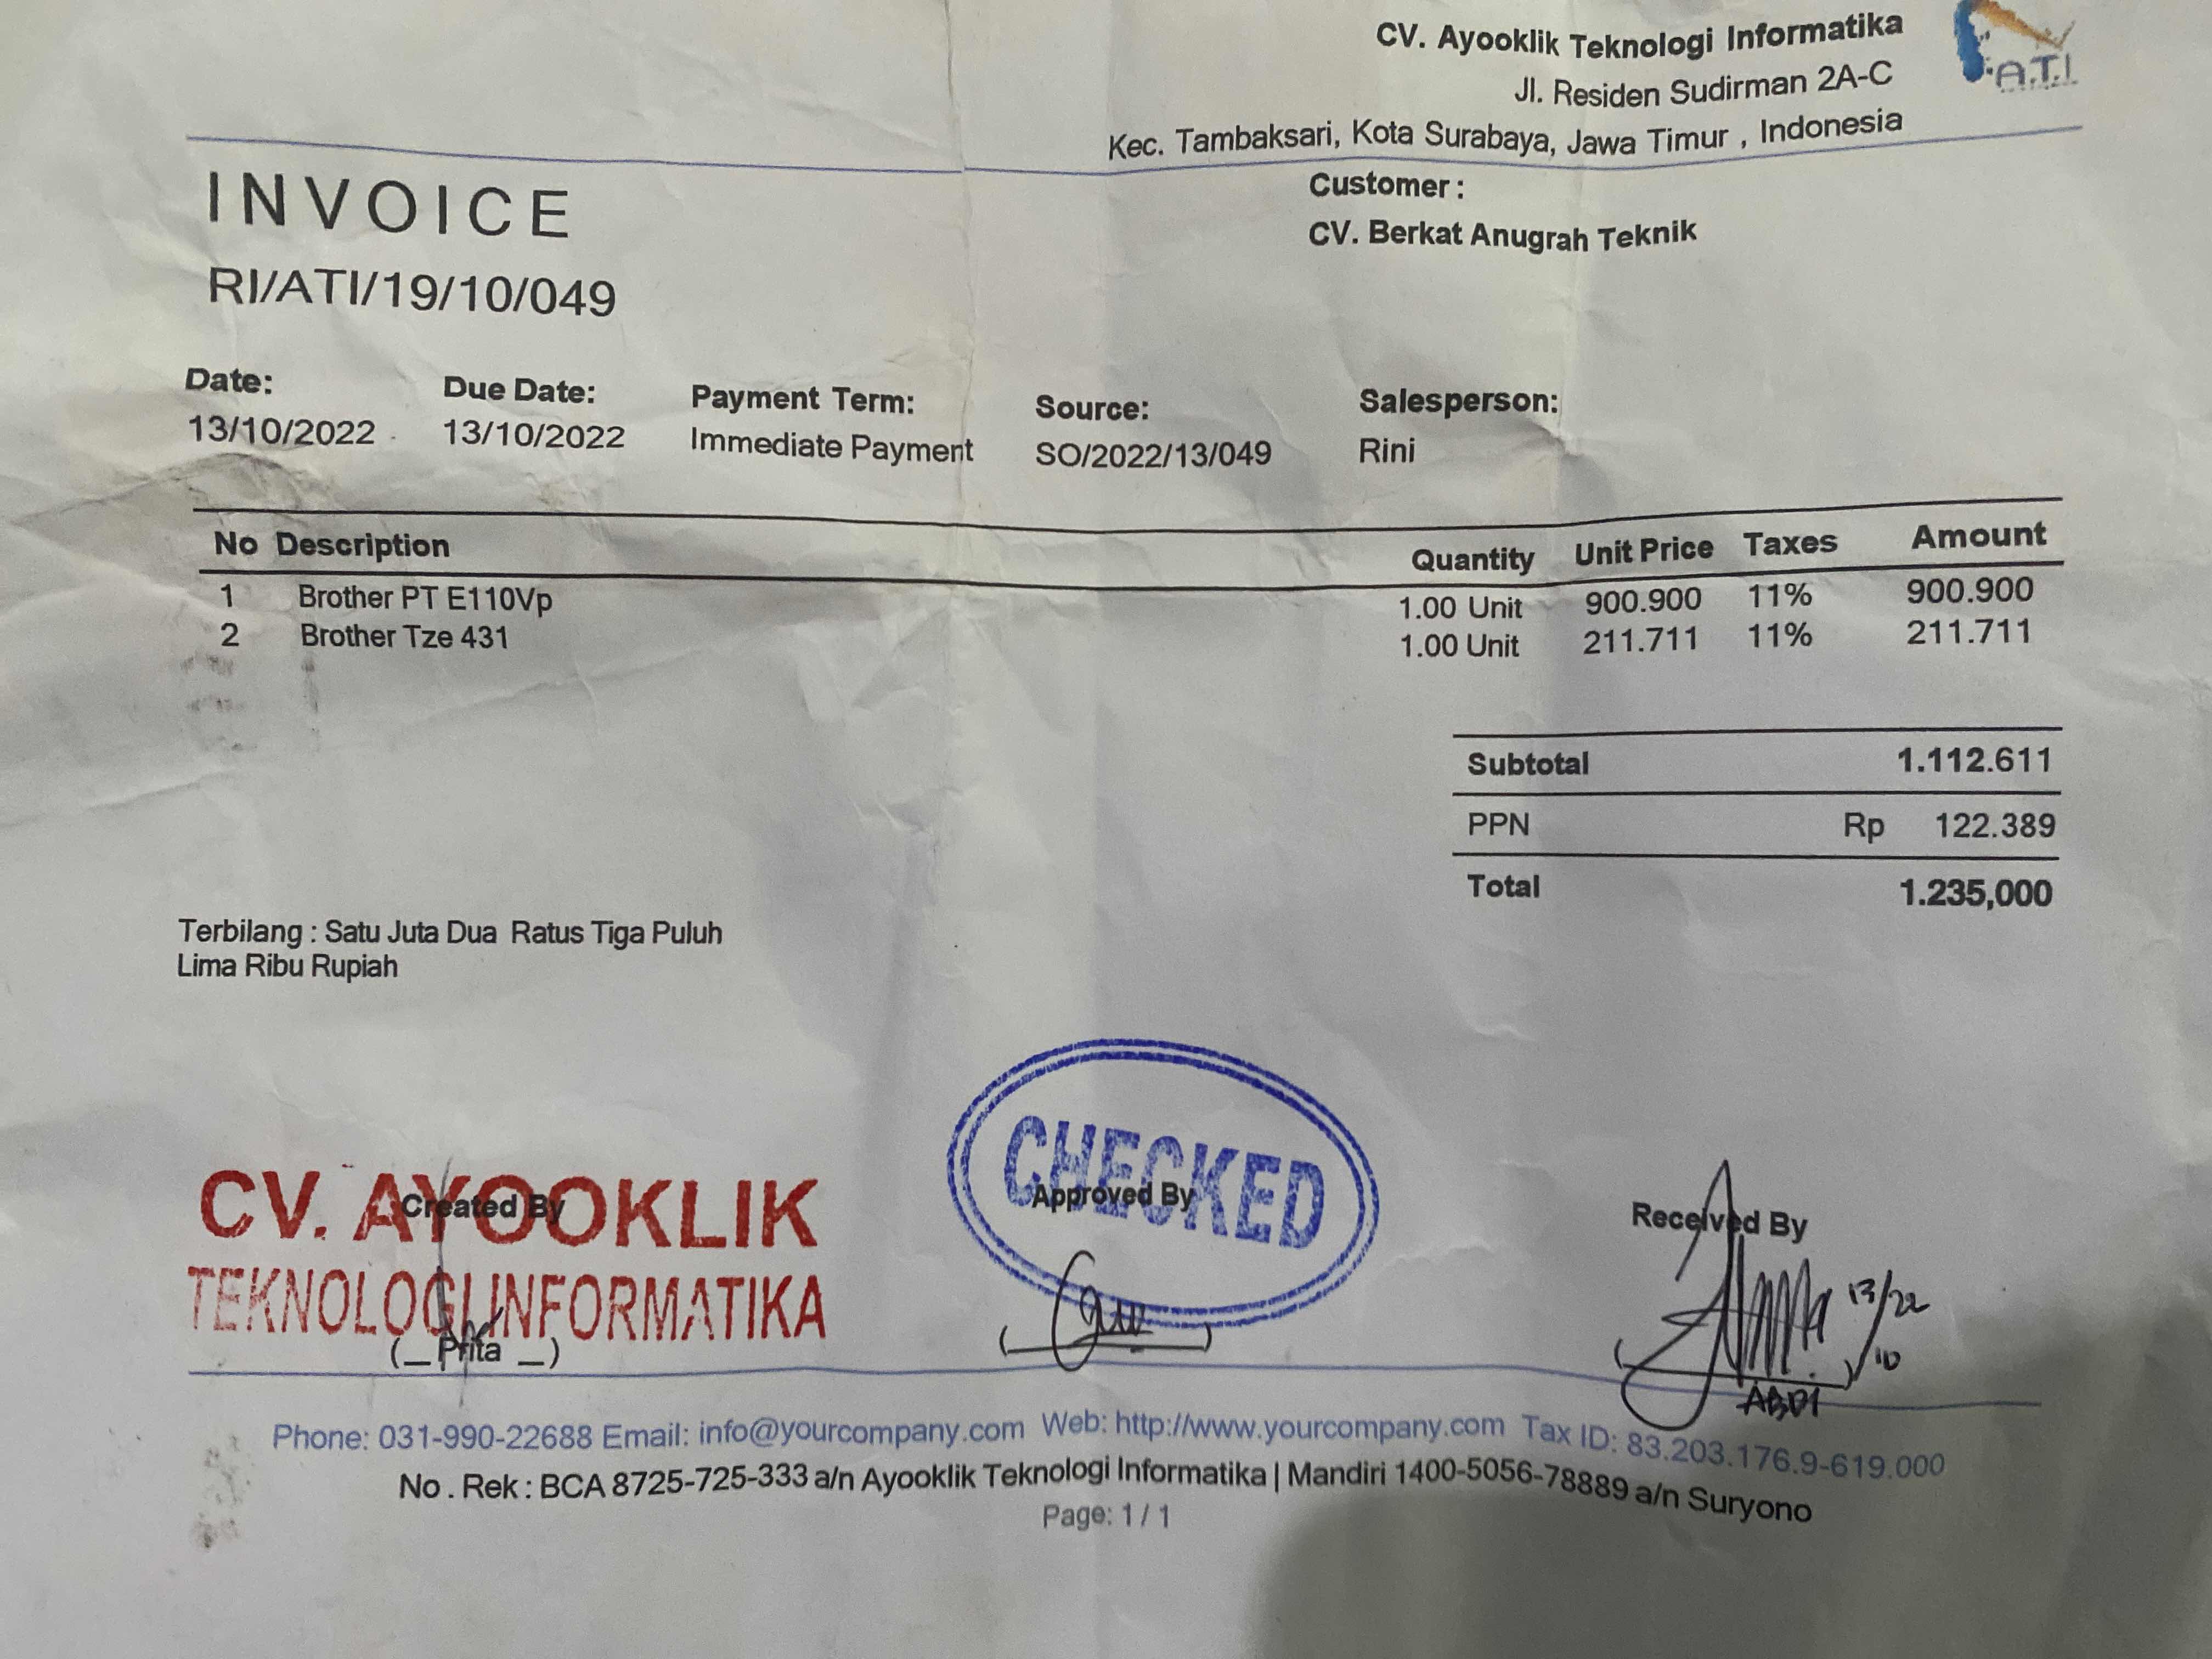 CV. Ayooklik Teknologi Informatika
A.T.I.
Jl. Residen Sudirman 2A-C
Kec. Tambaksari, Kota Surabaya, Jawa Timur , Indonesia
INVOICE
RI/ATI/19/10/049
Customer :
CV. Berkat Anugrah Teknik
Date: Due Date: Payment Term: Source: Salesperson:
13/10/2022 13/10/2022 Immediate Payment SO/2022/13/049 Rini
No Description Quantity Unit Price Taxes Amount
1 Brother PT E110Vp 1.00 Unit 900.900 11% 900.900
2 Brother Tze 431 1.00 Unit 211.711 11% 211.711
Subtotal 1.112.611
PPN Rp 122.389
Total 1.235,000
Terbilang : Satu Juta Dua Ratus Tiga Puluh
Lima Ribu Rupiah
CV. AYOOKLIK
TEKNOLOGI INFORMATIKA
Created By
(_ Prita _)
CHECKED
Approved By
Received By
13/22
/10
ABDI
Phone: 031-990-22688 Email: info@yourcompany.com Web: http://www.yourcompany.com Tax ID: 83.203.176.9-619.000
No . Rek : BCA 8725-725-333 a/n Ayooklik Teknologi Informatika | Mandiri 1400-5056-78889 a/n Suryono
Page: 1 / 1